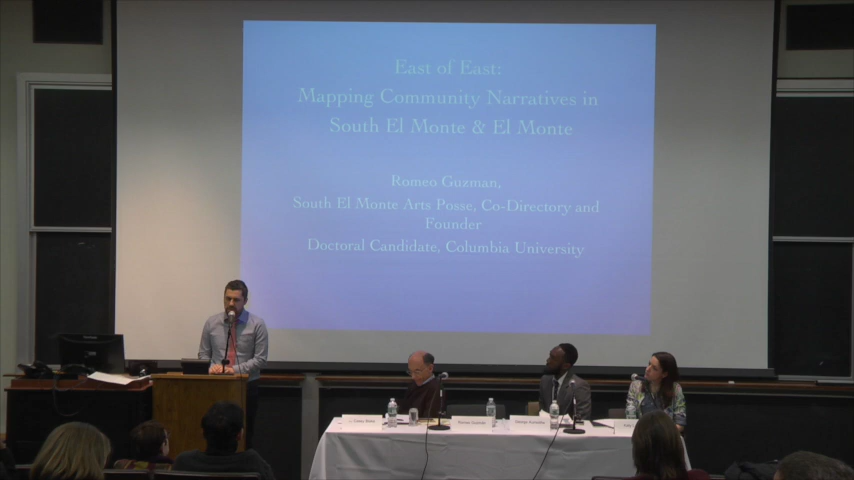 East of East:
Mapping Community Narratives in
South El Monte & El Monte
Romeo Guzman,
South El Monte Arts Posse, Co-Directory and
Founder
Doctoral Candidate, Columbia University